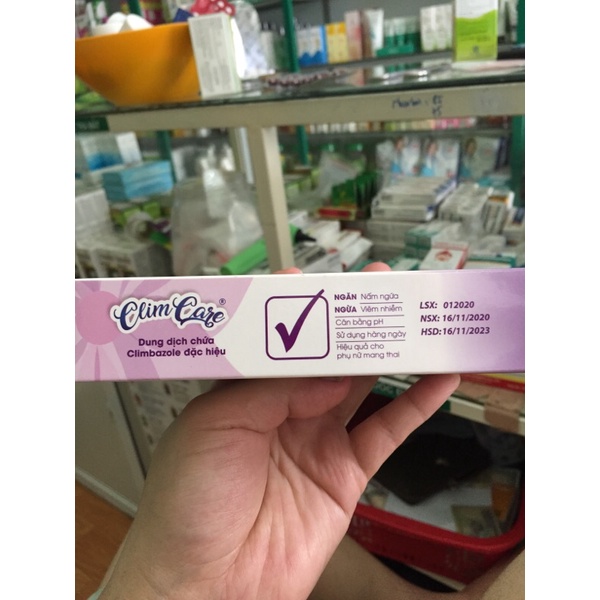 Clim Care®
Dung dịch chứa
Climbazole đặc hiệu
NGĂN Nấm ngứa
NGỪA Viêm nhiễm
Cân bằng pH
Sử dụng hàng ngày
Hiệu quả cho
phụ nữ mang thai
LSX: 012020
NSX: 16/11/2020
HSD:16/11/2023